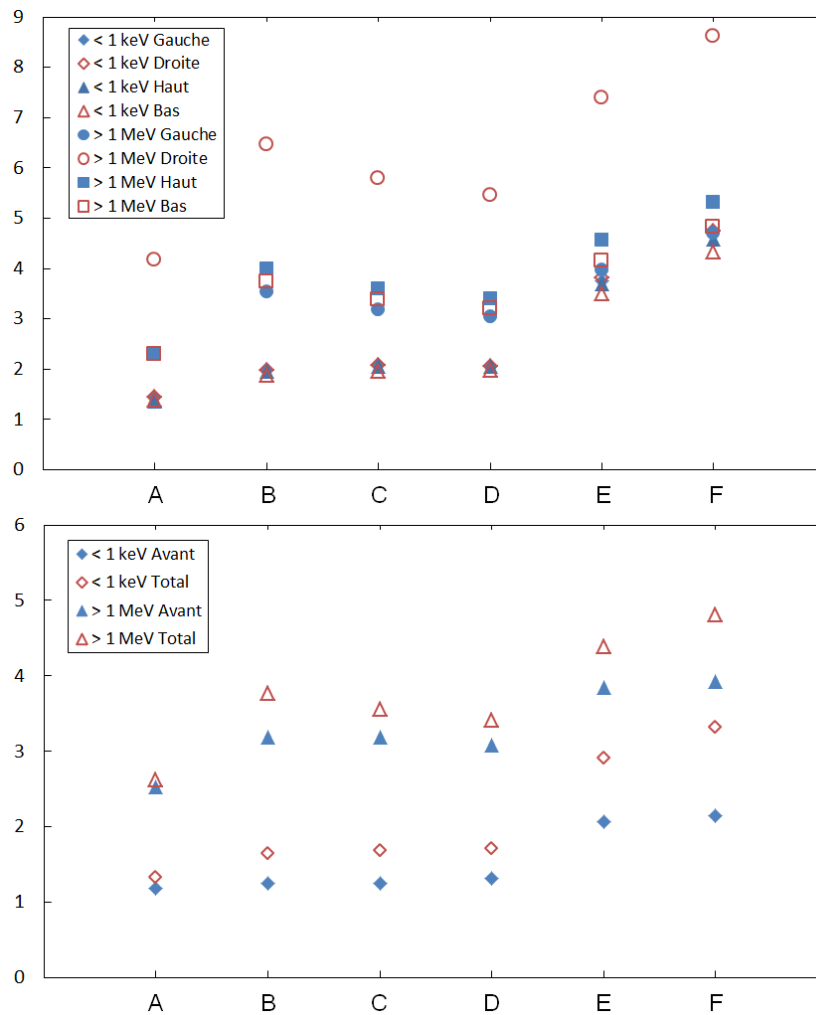 9
8
7
6
5
4
3
2
1
0
< 1 keV Gauche
< 1 keV Droite
< 1 keV Haut
< 1 keV Bas
> 1 MeV Gauche
> 1 MeV Droite
> 1 MeV Haut
> 1 MeV Bas
A B C D E F
6
5
4
3
2
1
0
< 1 keV Avant
< 1 keV Total
> 1 MeV Avant
> 1 MeV Total
A B C D E F